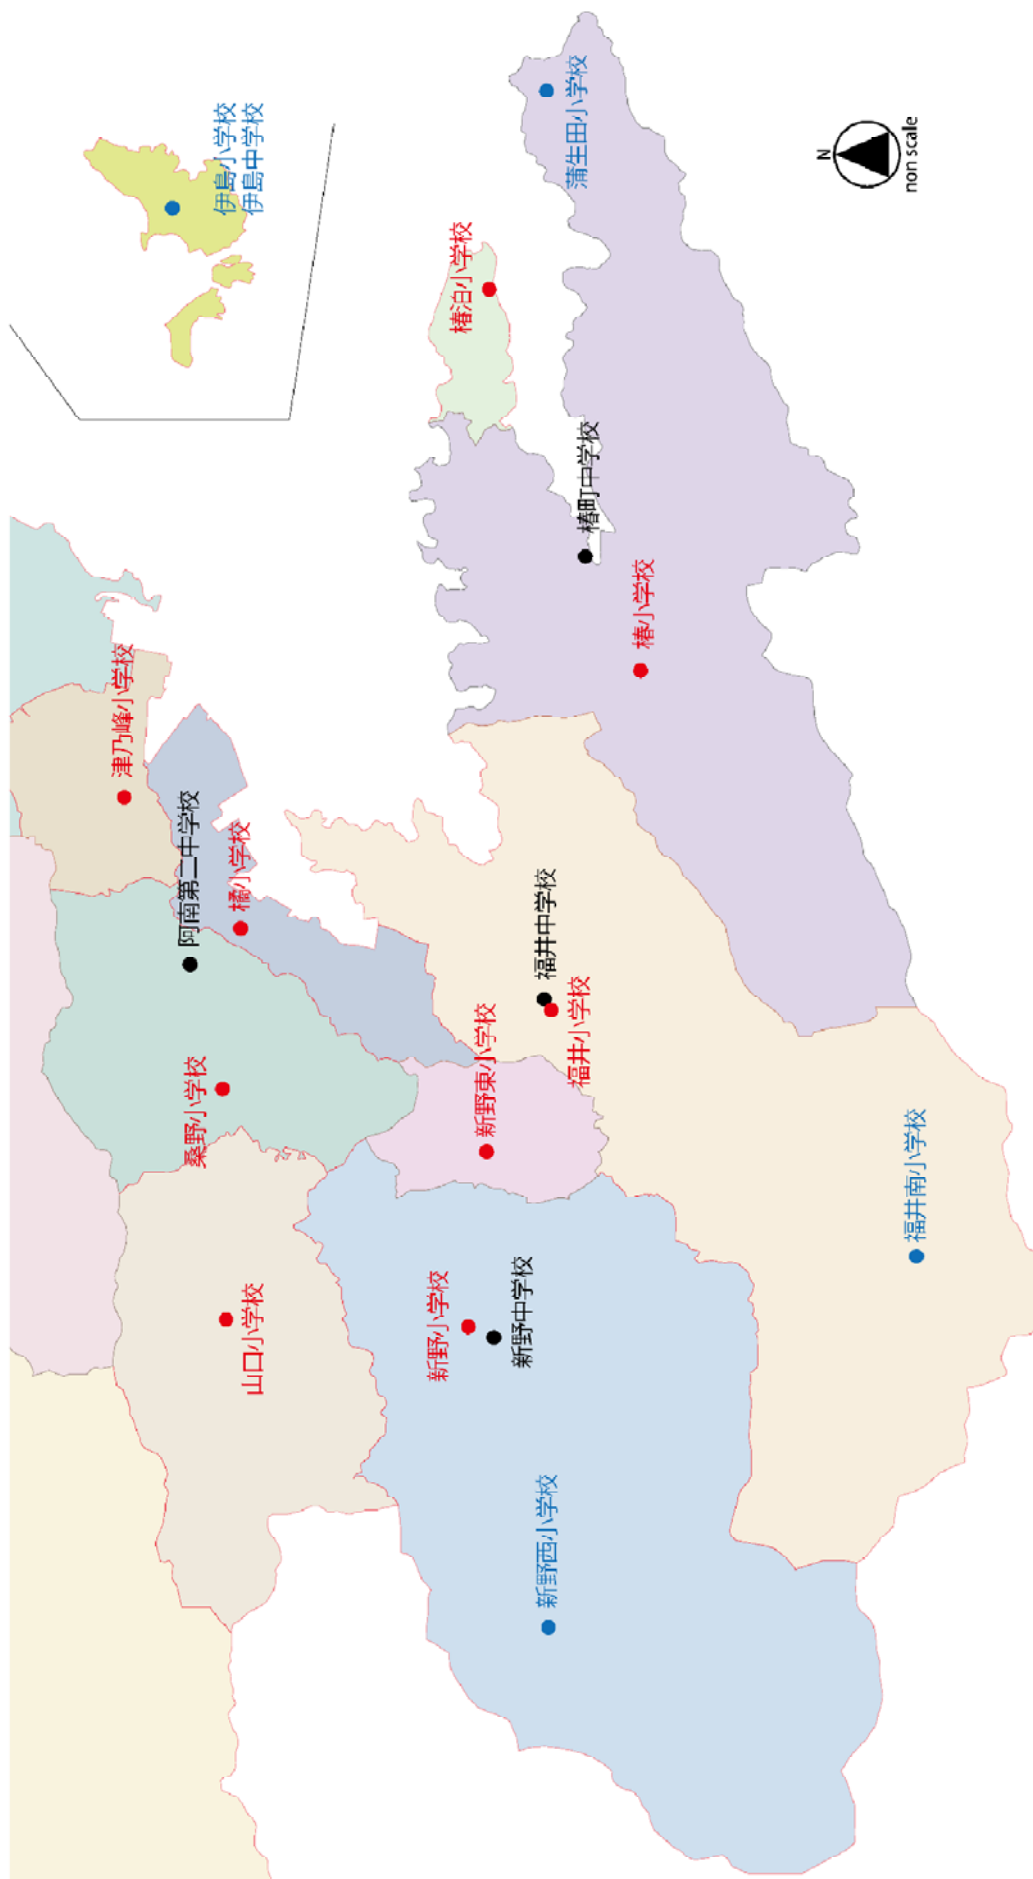 伊島小学校
伊島中学校
蒲生田小学校
椿泊小学校
椿町中学校
椿小学校
津乃峰小学校
阿南第二中学校
橘小学校
福井中学校
福井小学校
桑野小学校
新野東小学校
福井南小学校
山口小学校
新野小学校
新野中学校
新野西小学校
N
non scale